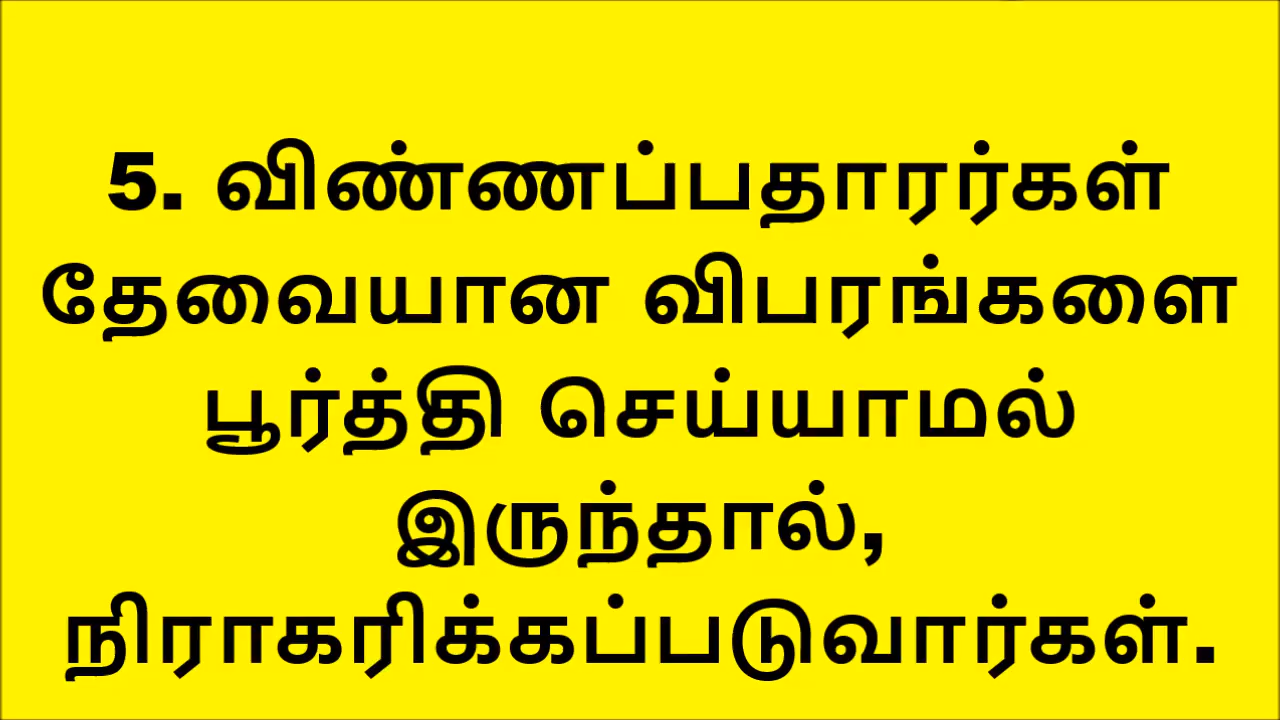 5. விண்ணப்பதாரர்கள்
தேவையான விபரங்களை
பூர்த்தி செய்யாமல்
இருந்தால்,
நிராகரிக்கப்படுவார்கள்.